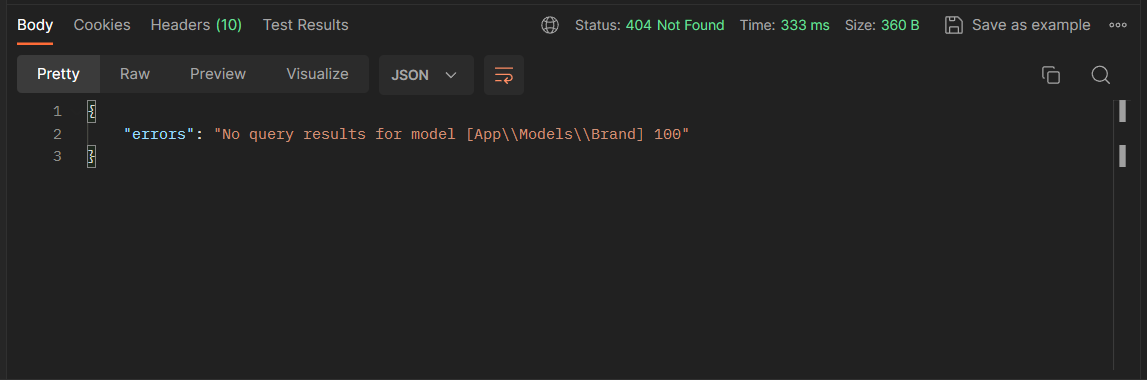 Body Cookies Headers (10) Test Results Status: 404 Not Found Time: 333 ms Size: 360 B Save as example
Pretty Raw Preview Visualize JSON
1 {
2 "errors": "No query results for model [App\\Models\\Brand] 100"
3 }